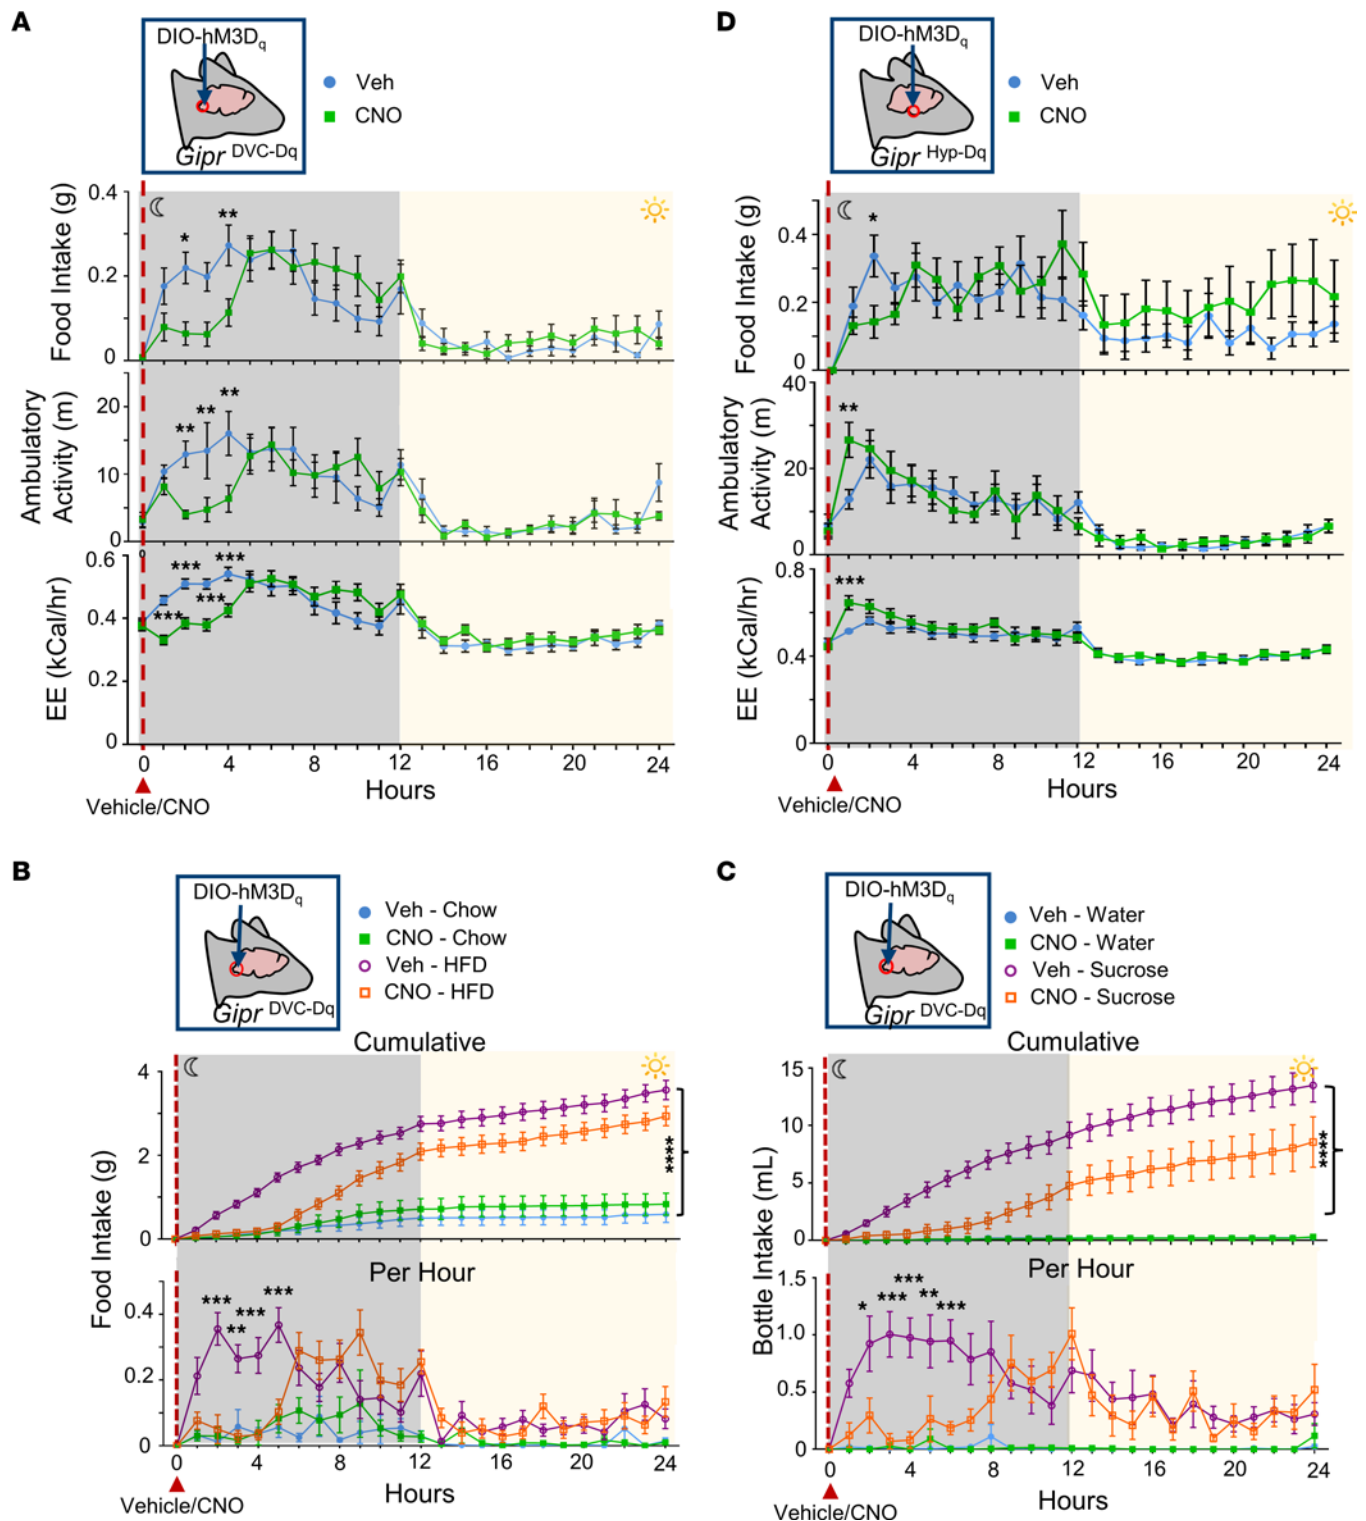 A
DIO-hM3Dq
Gipr DVC-Dq
Veh
CNO
Food Intake (g)
0.4
0.2
0
* **
Ambulatory
Activity (m)
20
10
0
** ** **
EE (kCal/hr)
0.6
0.4
0.2
0
*** *** *** ***
0 4 8 12 16 20 24
Hours
Vehicle/CNO
D
DIO-hM3Dq
Gipr Hyp-Dq
Veh
CNO
Food Intake (g)
0.4
0.2
0
*
Ambulatory
Activity (m)
40
20
0
**
EE (kCal/hr)
0.8
0.4
0
***
0 4 8 12 16 20 24
Hours
Vehicle/CNO
B
DIO-hM3Dq
Gipr DVC-Dq
Veh - Chow
CNO - Chow
Veh - HFD
CNO - HFD
Cumulative
Food Intake (g)
4
2
0
****
Per Hour
0.4
0.2
0
*** ** *** ***
0 4 8 12 16 20 24
Hours
Vehicle/CNO
C
DIO-hM3Dq
Gipr DVC-Dq
Veh - Water
CNO - Water
Veh - Sucrose
CNO - Sucrose
Cumulative
Bottle Intake (mL)
15
10
5
0
****
Per Hour
1.5
1.0
0.5
0
* *** *** ** ***
0 4 8 12 16 20 24
Hours
Vehicle/CNO